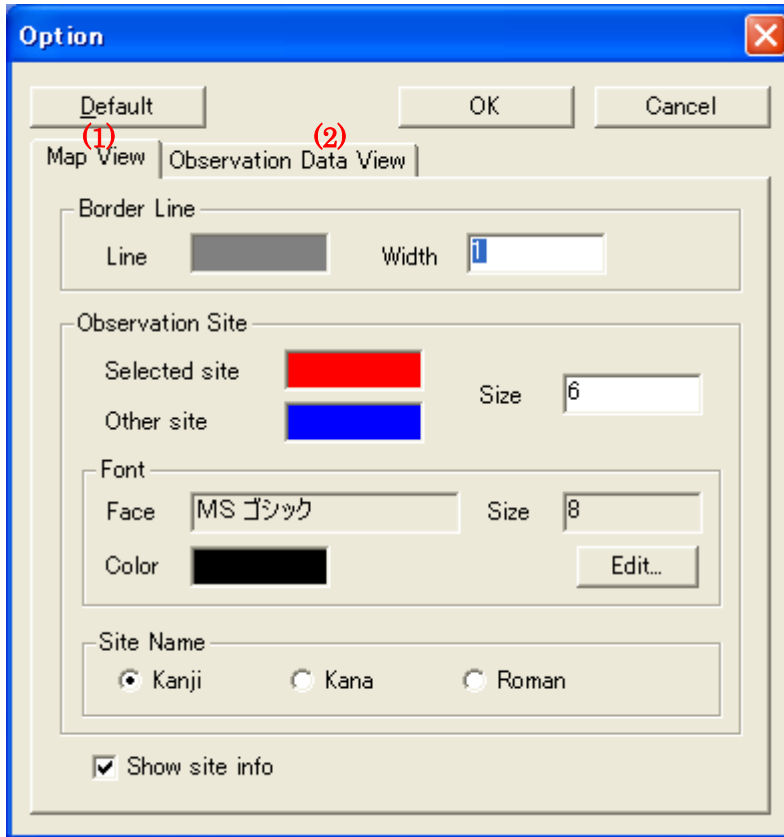 Option
Default OK Cancel
(1) (2)
Map View Observation Data View
Border Line
Line Width 1
Observation Site
Selected site
Size 6
Other site
Font
Face MS ゴシック Size 8
Color Edit...
Site Name
Kanji Kana Roman
Show site info